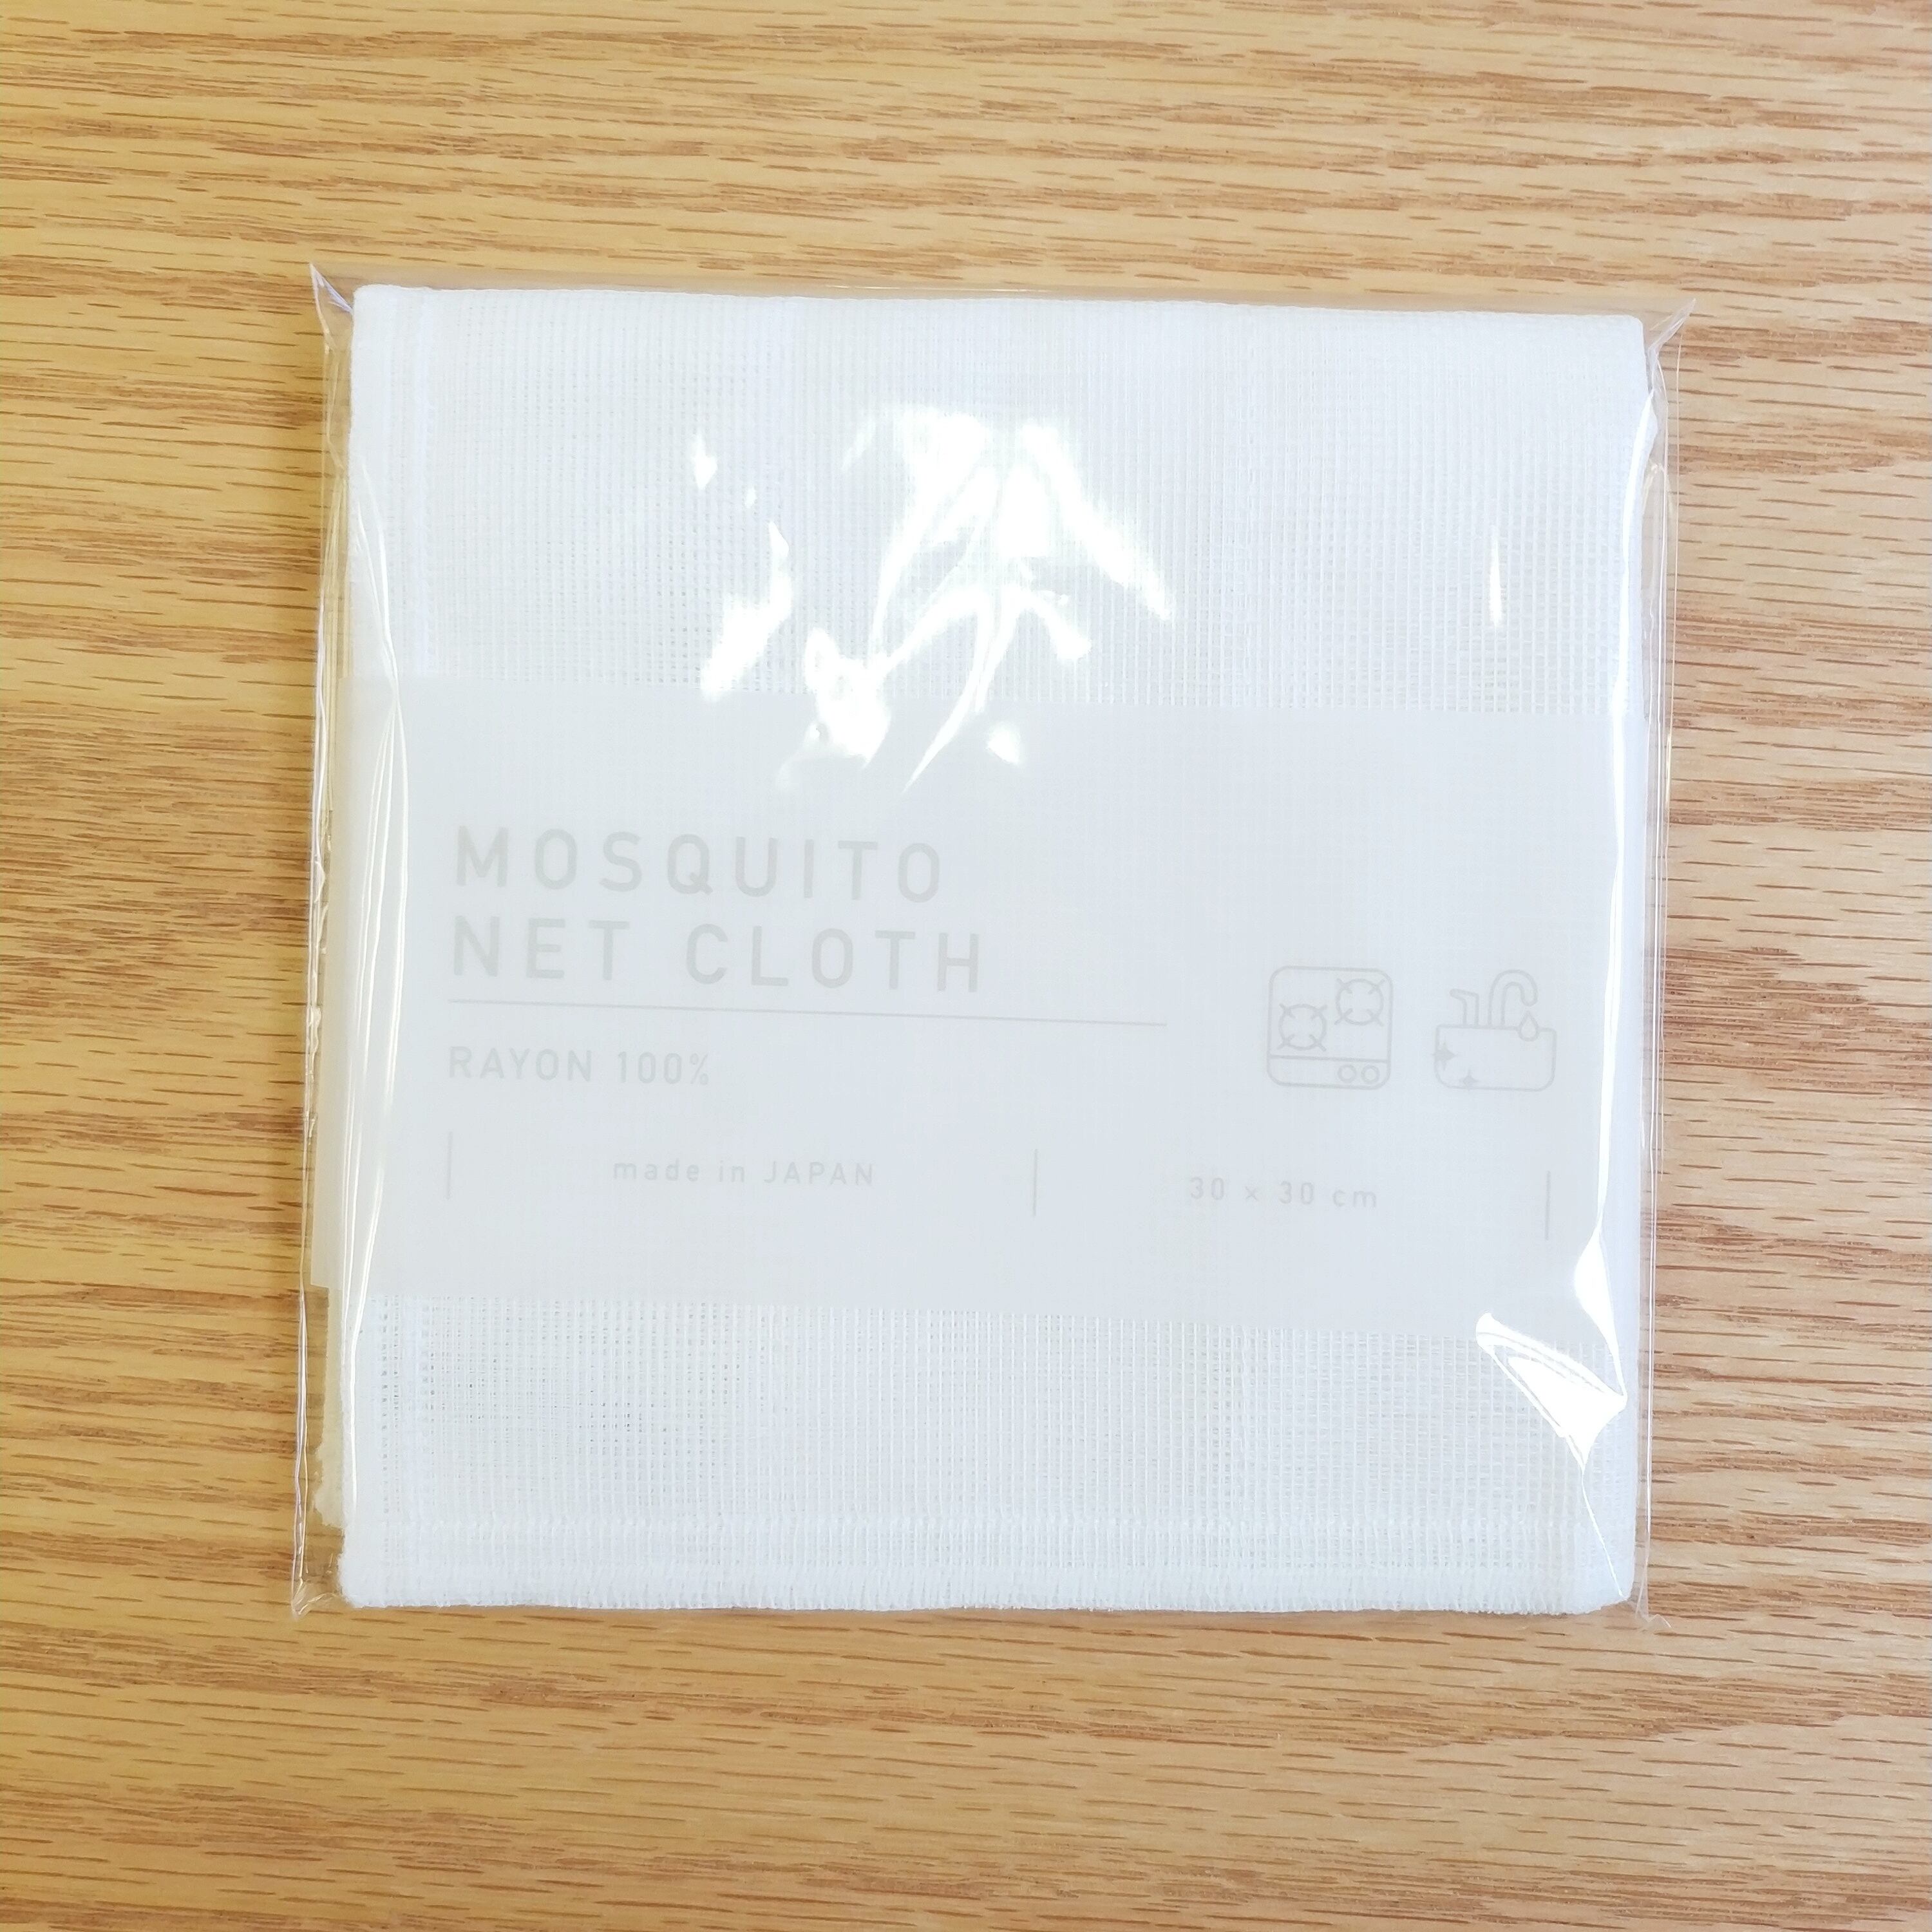 MOSQUITO
NET CLOTH
RAYON 100%
made in JAPAN
30 × 30 cm